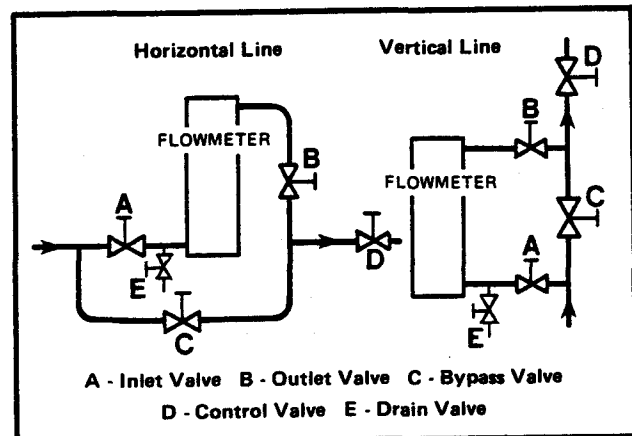 Horizontal Line
Vertical Line
FLOWMETER
A
B
C
D
E
FLOWMETER
A
B
C
D
E
A - Inlet Valve B - Outlet Valve C - Bypass Valve
D - Control Valve E - Drain Valve